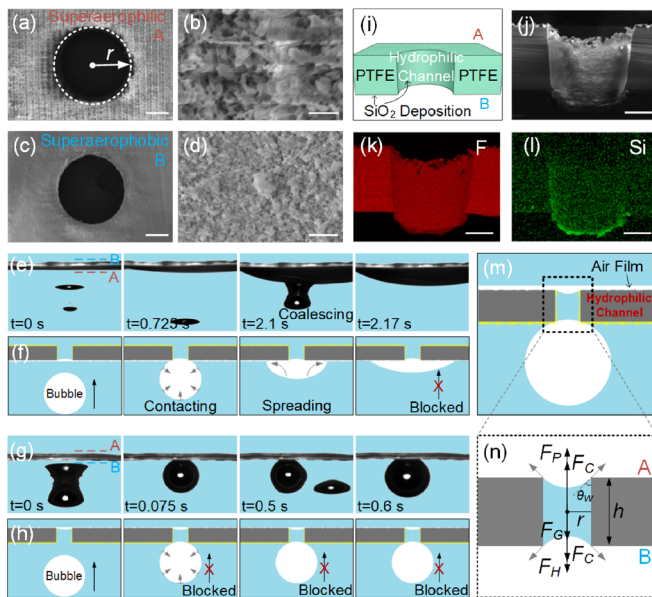 (a)
Superaerophilic
A
r
(b)
(c)
Superaerophobic
B
(d)
(i)
A
Hydrophilic
Channel
PTFE
PTFE
SiO2 Deposition
B
(j)
(k)
F
(l)
Si
(e)
B
A
t=0 s
t=0.725 s
t=2.1 s
Coalescing
t=2.17 s
(f)
Bubble
Contacting
Spreading
Blocked
(g)
A
B
t=0 s
t=0.075 s
t=0.5 s
t=0.6 s
(h)
Bubble
Blocked
Blocked
Blocked
(m)
Air Film
Hydrophilic
Channel
(n)
FP
FC
A
θW
r
h
FG
FC
B
FH